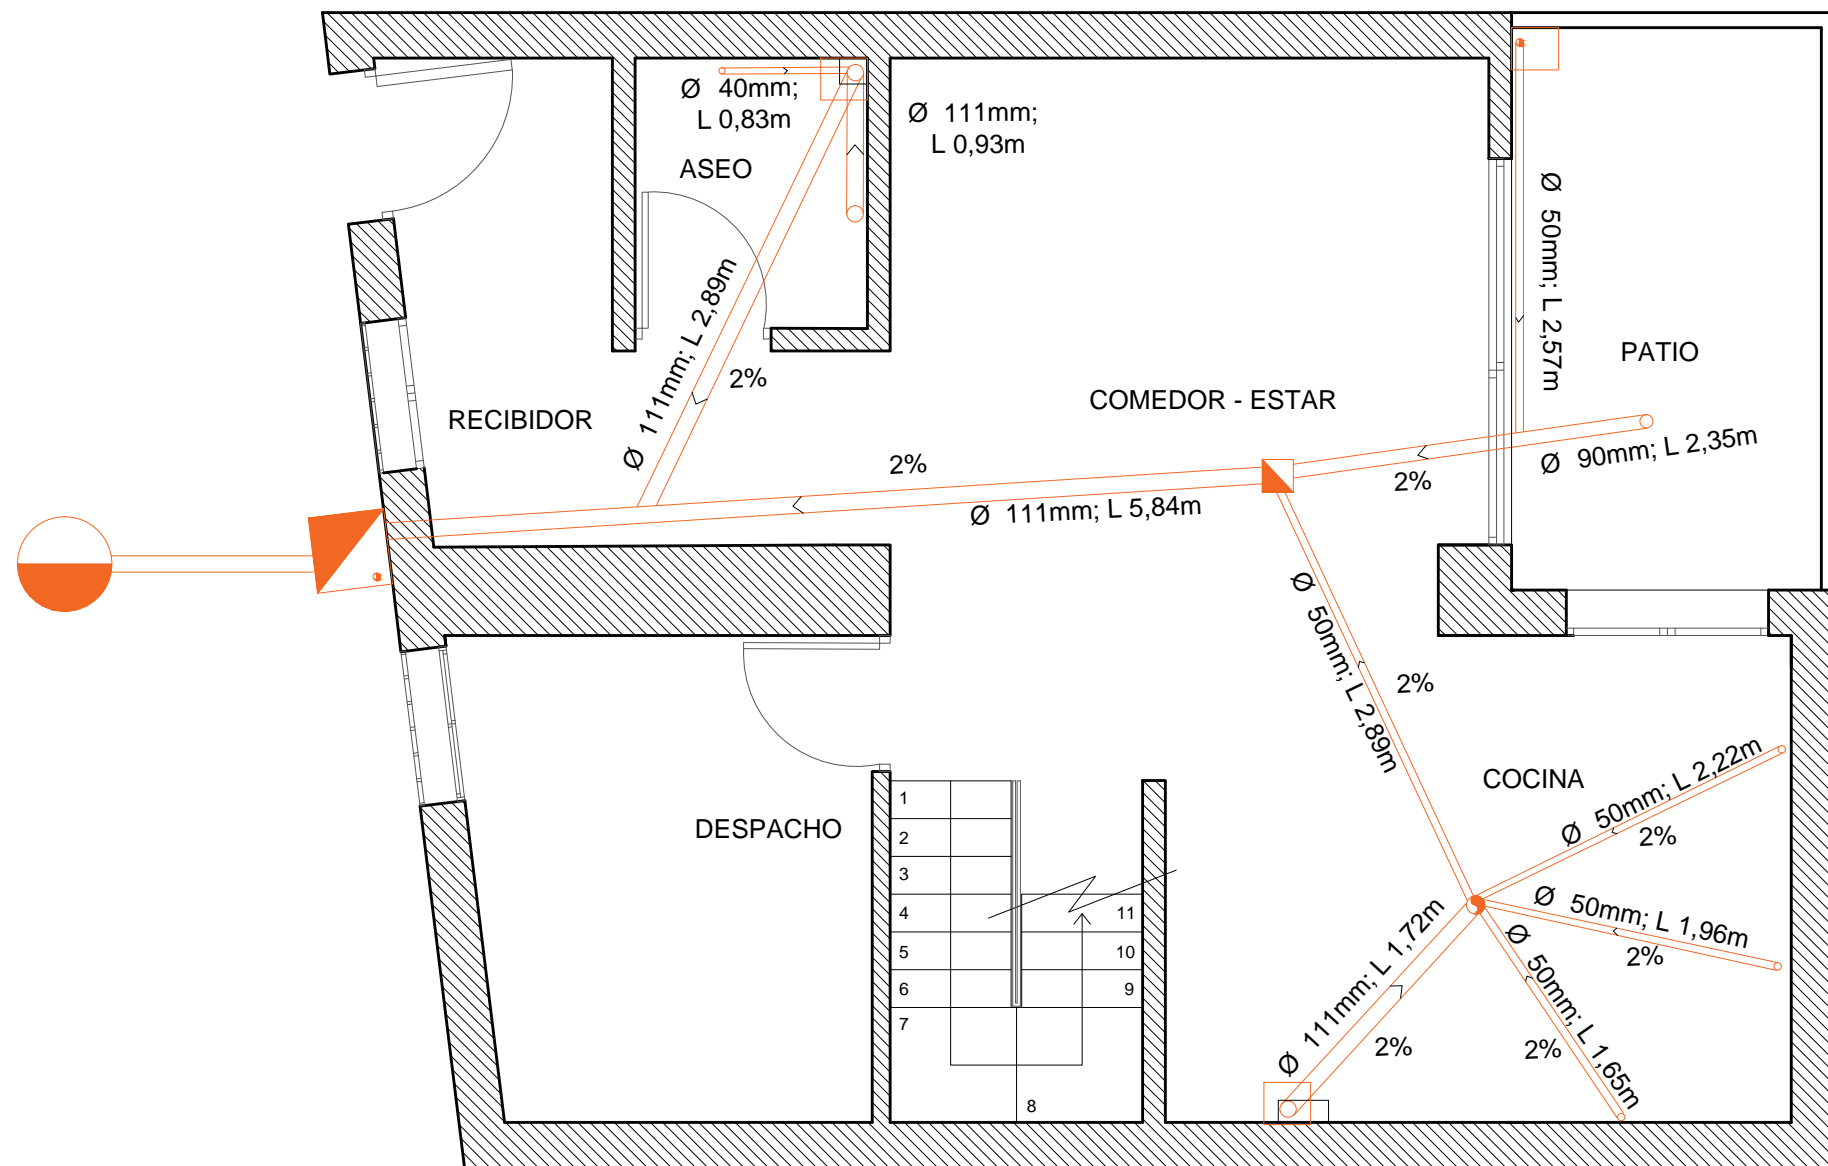 Ø 40mm;
L 0,83m
Ø 111mm;
L 0,93m
ASEO
Ø 50mm; L 2,57m
PATIO
Ø 111mm; L 2,89m
2%
RECIBIDOR
COMEDOR - ESTAR
2%
Ø 111mm; L 5,84m
2%
Ø 90mm; L 2,35m
Ø 50mm; L 2,89m
2%
COCINA
Ø 50mm; L 2,22m
2%
DESPACHO
1
2
3
4
5
6
7
8
9
10
11
Ø 50mm; L 1,96m
2%
Ø 111mm; L 1,72m
2%
Ø 50mm; L 1,65m
2%